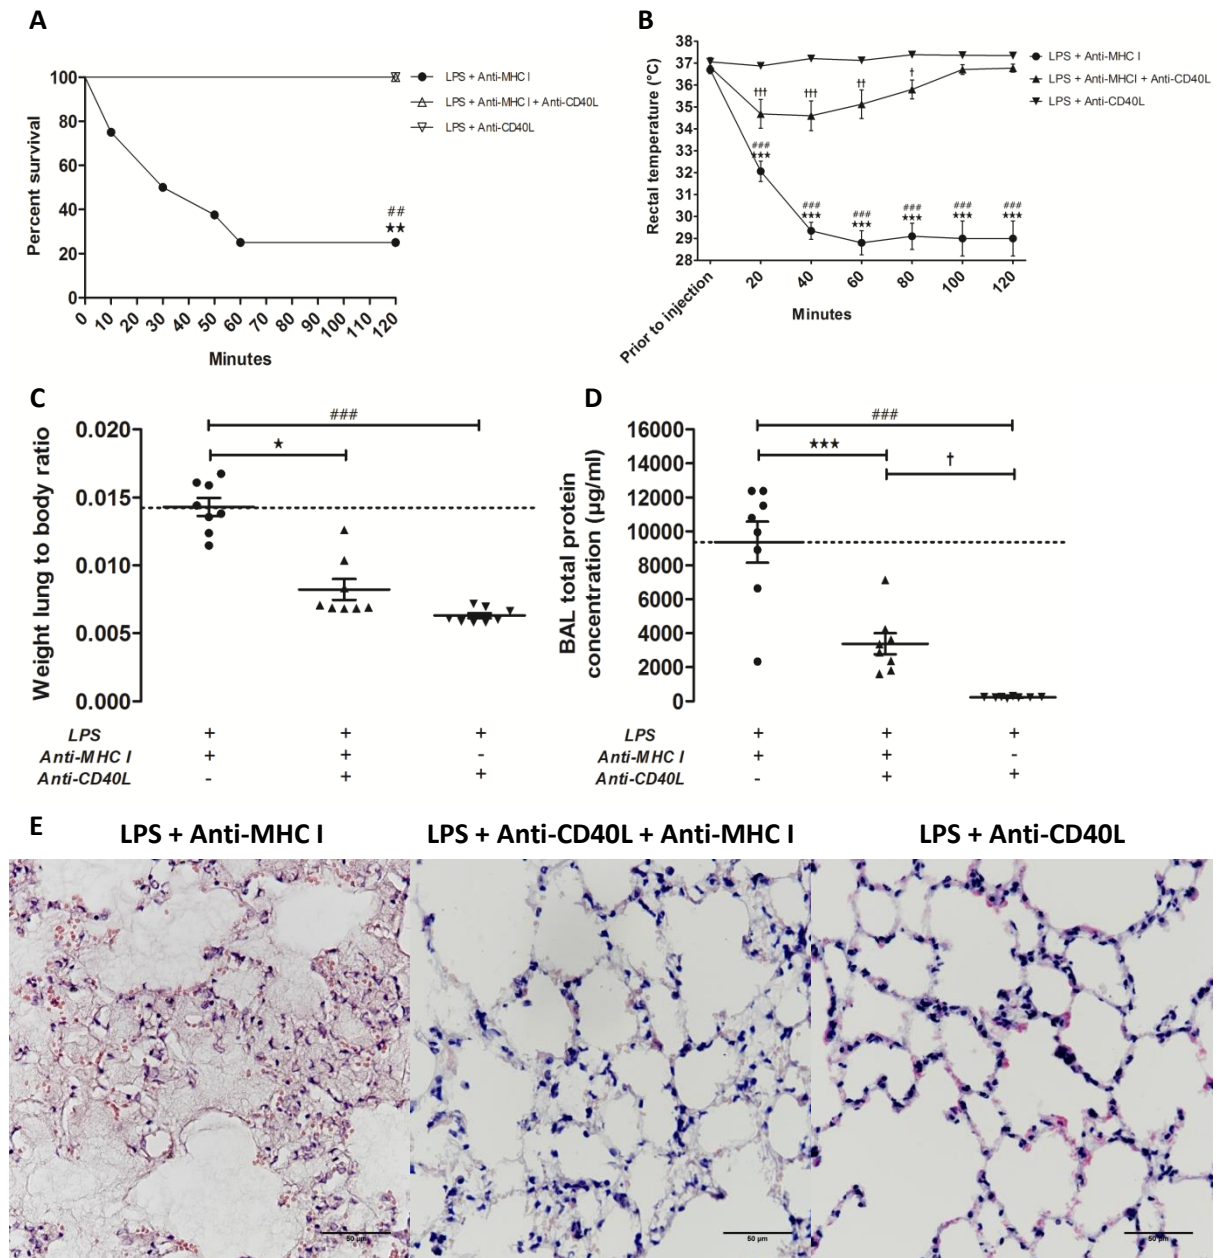 A
100
80
60
40
20
0
Percent survival
0 10 20 30 40 50 60 70 80 90 100 110 120
Minutes
LPS + Anti-MHC I
LPS + Anti-MHC I + Anti-CD40L
LPS + Anti-CD40L
##
★★
B
38
37
36
35
34
33
32
31
30
29
28
Rectal temperature (°C)
Prior to injection 20 40 60 80 100 120
Minutes
LPS + Anti-MHC I
LPS + Anti-MHCI + Anti-CD40L
LPS + Anti-CD40L
††† ††† †† †
### ### ### ### ### ###
★★★ ★★★ ★★★ ★★★ ★★★ ★★★
C
###
★
0.020
0.015
0.010
0.005
0.000
Weight lung to body ratio
LPS + + +
Anti-MHC I + + -
Anti-CD40L - + +
D
###
★★★
†
16000
14000
12000
10000
8000
6000
4000
2000
0
BAL total protein
concentration (µg/ml)
LPS + + +
Anti-MHC I + + -
Anti-CD40L - + +
E
LPS + Anti-MHC I
LPS + Anti-CD40L + Anti-MHC I
LPS + Anti-CD40L
50 µm
50 µm
50 µm